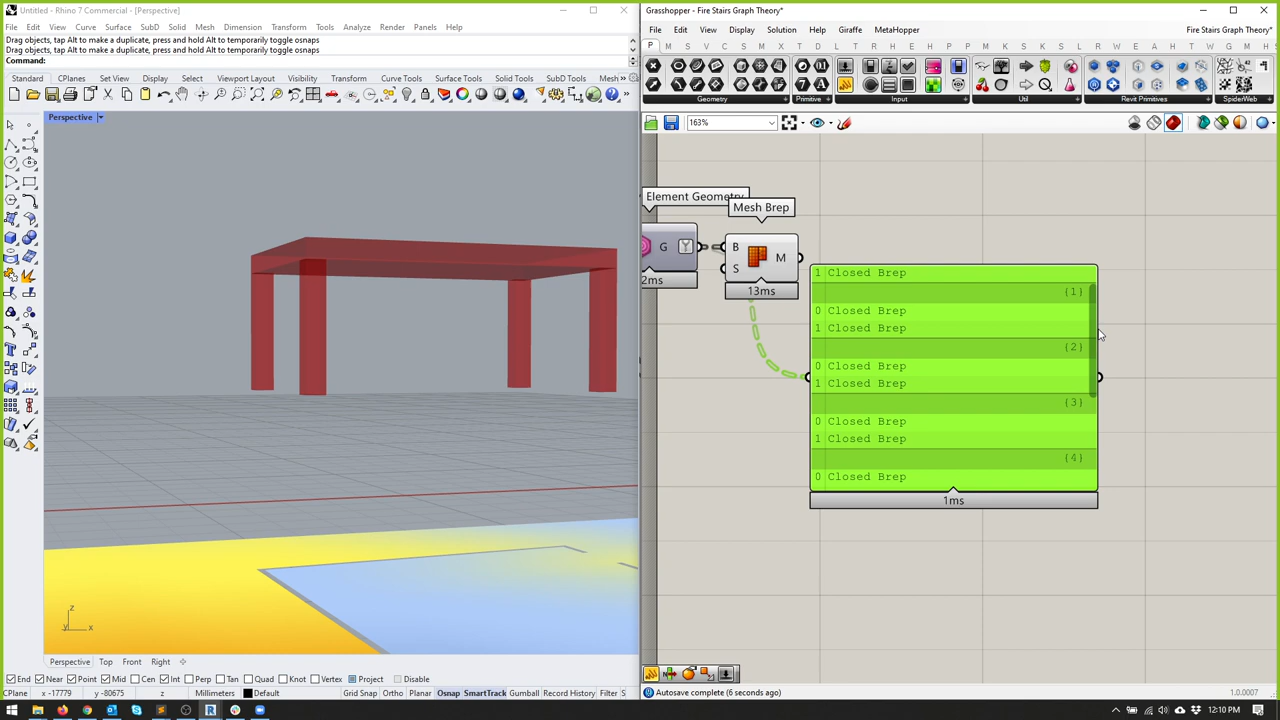 Untitled - Rhino 7 Commercial - [Perspective]
File Edit View Curve Surface SubD Solid Mesh Dimension Transform Tools Analyze Render Panels Help
Drag objects, tap Alt to make a duplicate, press and hold Alt to temporarily toggle osnaps
Drag objects, tap Alt to make a duplicate, press and hold Alt to temporarily toggle osnaps
Command:
Standard CPlanes Set View Display Select Viewport Layout Visibility Transform Curve Tools Surface Tools Solid Tools SubD Tools Mesh »
Perspective
z
y x
Perspective Top Front Right
End Near Point Mid Cen Int Perp Tan Quad Knot Vertex Project Disable
CPlane x -17779 y -80675 z Millimeters Default Grid Snap Ortho Planar Osnap SmartTrack Gumball Record History Filter S
Grasshopper - Fire Stairs Graph Theory*
File Edit View Display Solution Help Giraffe MetaHopper Fire Stairs Graph Theory*
P M S V C S M I X D L
Geometry Primitive Input Util Revit Primitives SpiderWeb
163%
Element Geometry
Mesh Brep
G Y B
S M
2ms 13ms
1 Closed Brep
{1}
0 Closed Brep
1 Closed Brep
{2}
0 Closed Brep
1 Closed Brep
{3}
0 Closed Brep
1 Closed Brep
{4}
0 Closed Brep
1ms
Autosave complete (6 seconds ago) 1.0.0007
12:10 PM